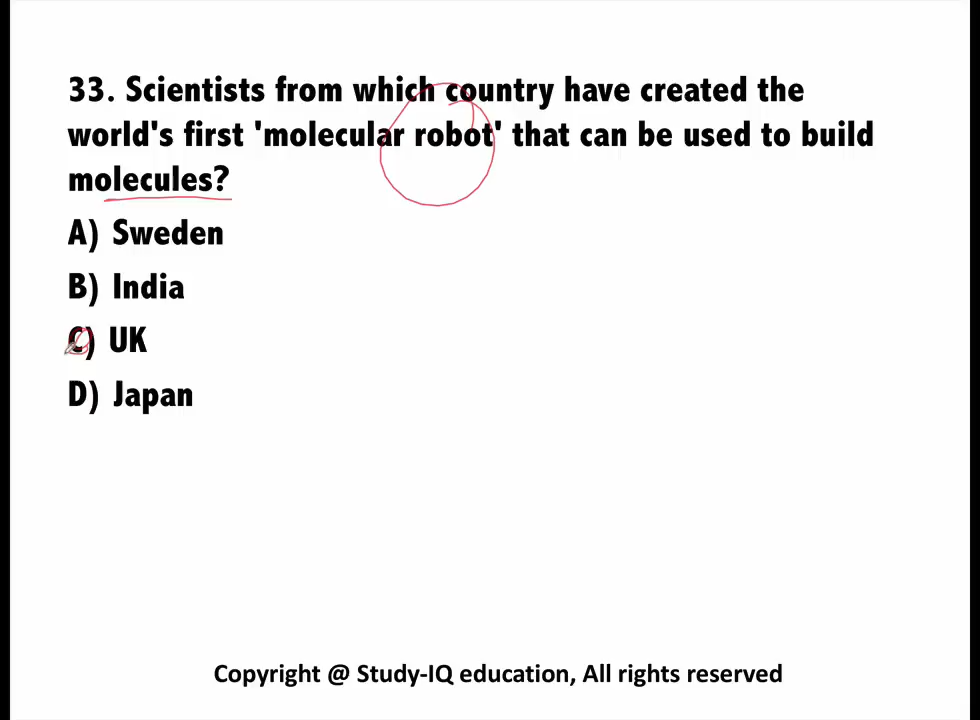 33. Scientists from which country have created the
world's first 'molecular robot' that can be used to build
molecules?
A) Sweden
B) India
C) UK
D) Japan
Copyright @ Study-IQ education, All rights reserved